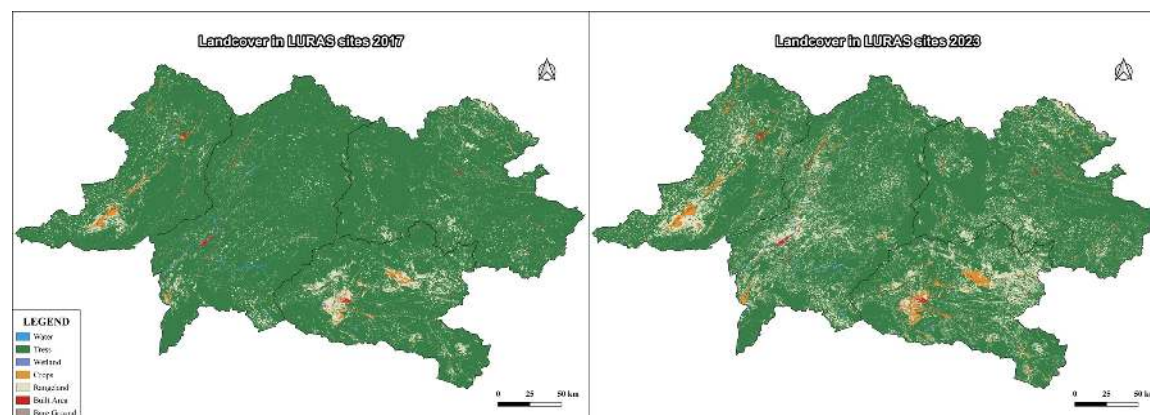 Landcover in LURAS sites 2017
Landcover in LURAS sites 2023
LEGEND
Water
Tress
Wetland
Crops
Rangeland
Built Area
Bare Ground
0 25 50 km
0 25 50 km